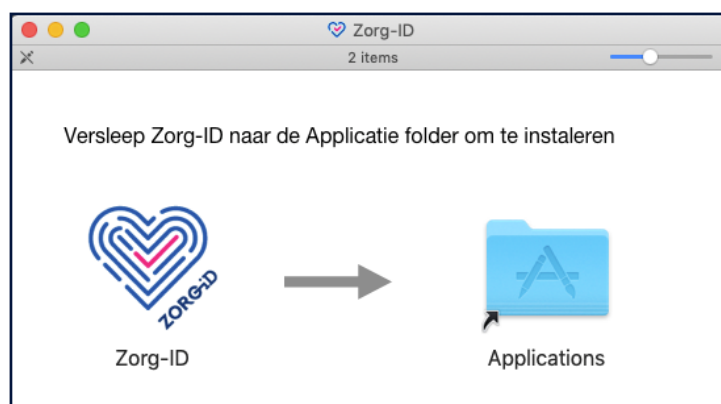 Zorg-ID
2 items
Versleep Zorg-ID naar de Applicatie folder om te instaleren
ZORG-iD
Zorg-ID
Applications